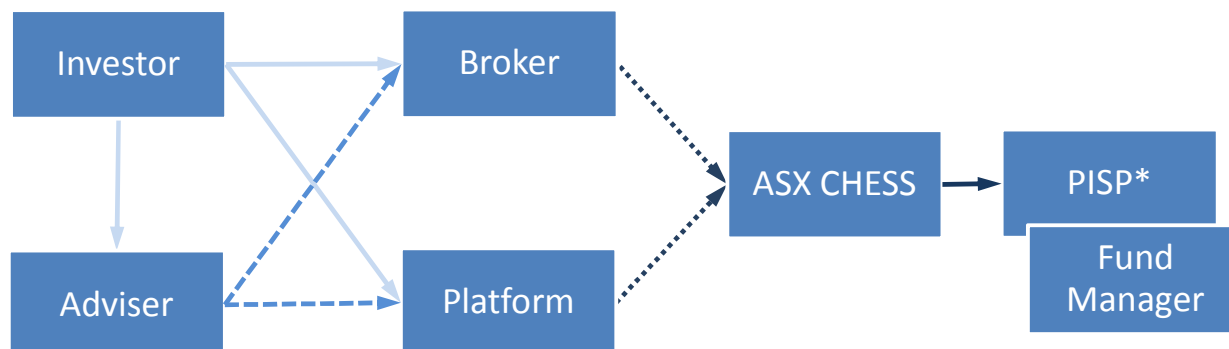 Investor
Broker
ASX CHESS
PISP*
Adviser
Platform
Fund
Manager